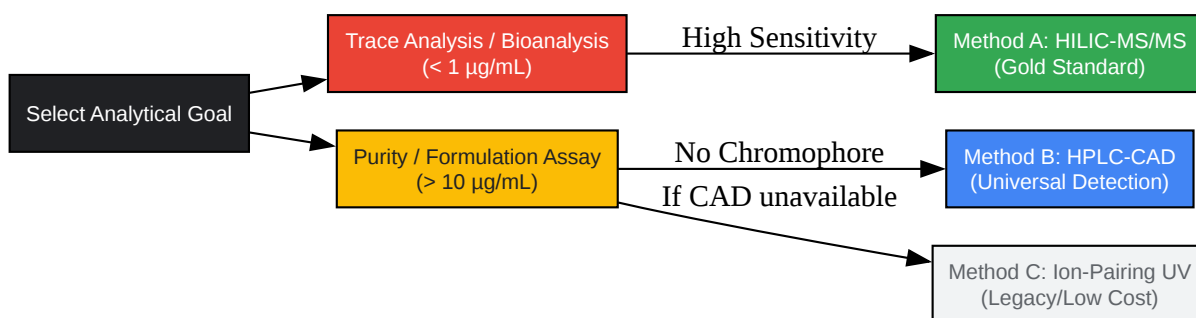 Select Analytical Goal
Trace Analysis / Bioanalysis
(< 1 µg/mL)
High Sensitivity
Method A: HILIC-MS/MS
(Gold Standard)
Purity / Formulation Assay
(> 10 µg/mL)
No Chromophore
Method B: HPLC-CAD
(Universal Detection)
If CAD unavailable
Method C: Ion-Pairing UV
(Legacy/Low Cost)